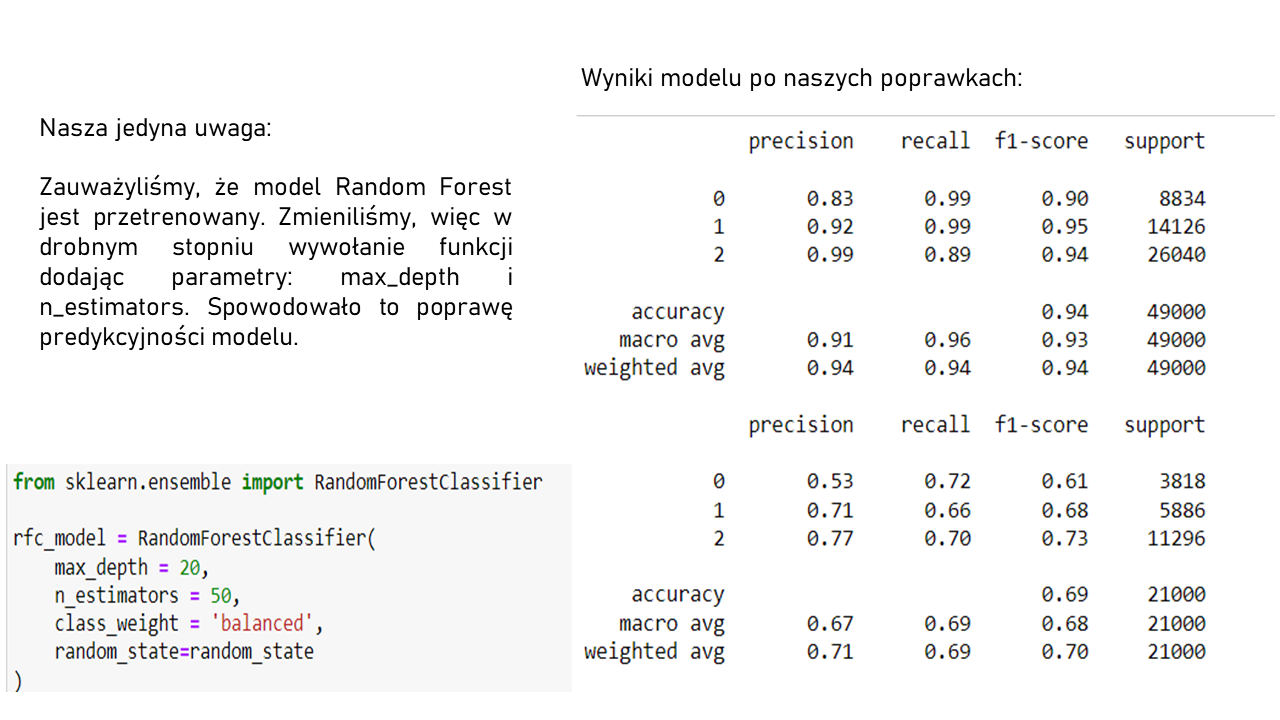 Nasza jedyna uwaga:
Zauważyliśmy, że model Random Forest
jest przetrenowany. Zmieniliśmy, więc w
drobnym stopniu wywołanie funkcji
dodając parametry: max_depth i
n_estimators. Spowodowało to poprawę
predykcyjności modelu.
from sklearn.ensemble import RandomForestClassifier
rfc_model = RandomForestClassifier(
    max_depth = 20,
    n_estimators = 50,
    class_weight = 'balanced',
    random_state=random_state
)
Wyniki modelu po naszych poprawkach:
precision recall f1-score support
0 0.83 0.99 0.90 8834
1 0.92 0.99 0.95 14126
2 0.99 0.89 0.94 26040
accuracy 0.94 49000
macro avg 0.91 0.96 0.93 49000
weighted avg 0.94 0.94 0.94 49000
precision recall f1-score support
0 0.53 0.72 0.61 3818
1 0.71 0.66 0.68 5886
2 0.77 0.70 0.73 11296
accuracy 0.69 21000
macro avg 0.67 0.69 0.68 21000
weighted avg 0.71 0.69 0.70 21000